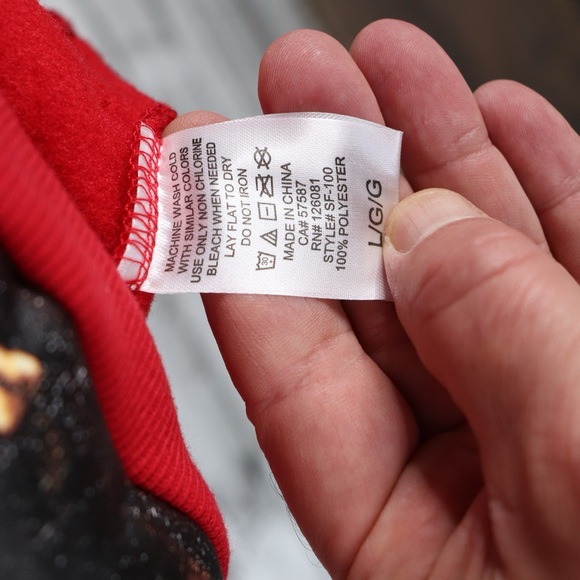 L/G/G
100% POLYESTER
STYLE# SF-100
RN# 126081
CA# 57587
MADE IN CHINA
30
DO NOT IRON
LAY FLAT TO DRY
BLEACH WHEN NEEDED
USE ONLY NON CHLORINE
WITH SIMILAR COLORS
MACHINE WASH COLD